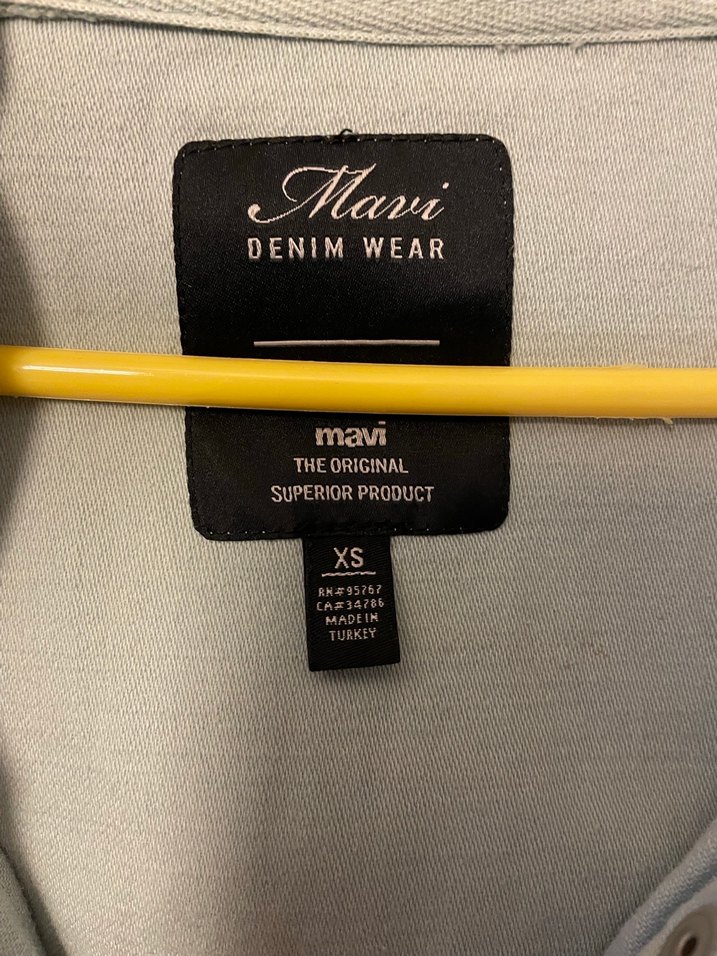 Mavi
DENIM WEAR
mavi
THE ORIGINAL
SUPERIOR PRODUCT
XS
RN#95767
CA#34786
MADE IN
TURKEY